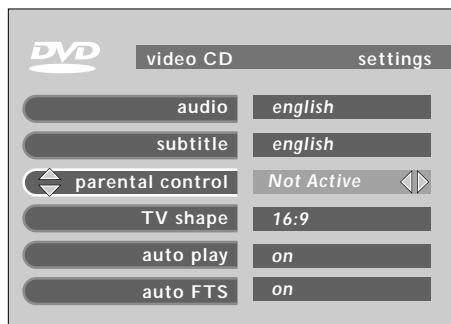 DVD
video CD settings
audio english
subtitle english
parental control Not Active
TV shape 16:9
auto play on
auto FTS on